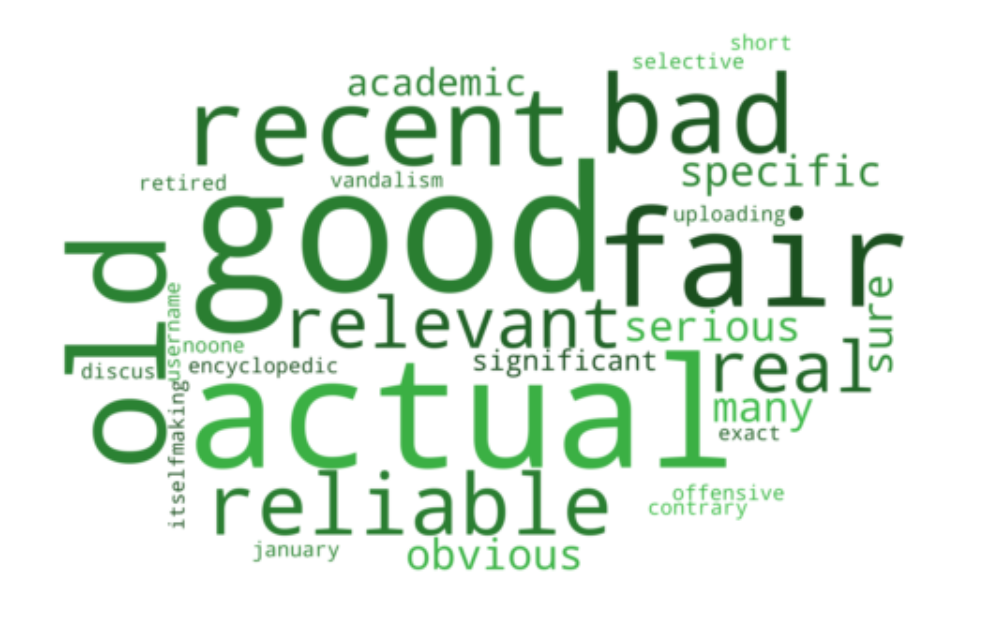 short
selective
academic
bad
recent
specific
retired
vandalism
good
uploading
fair
old
relevant
serious
sure
username
noone
discus
encyclopedic
significant
real
actual
many
exact
itselfmaking
reliable
offensive
contrary
january
obvious